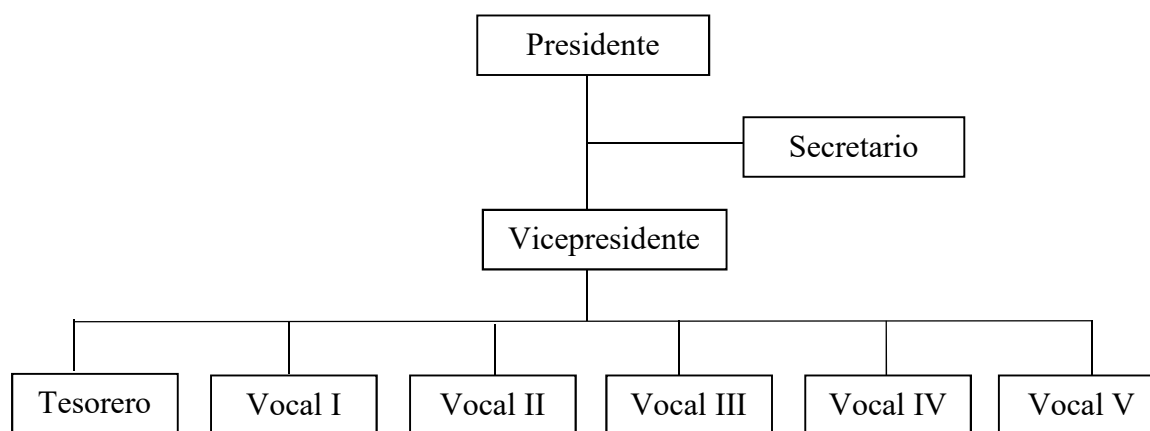 Presidente
Secretario
Vicepresidente
Tesorero
Vocal I
Vocal II
Vocal III
Vocal IV
Vocal V